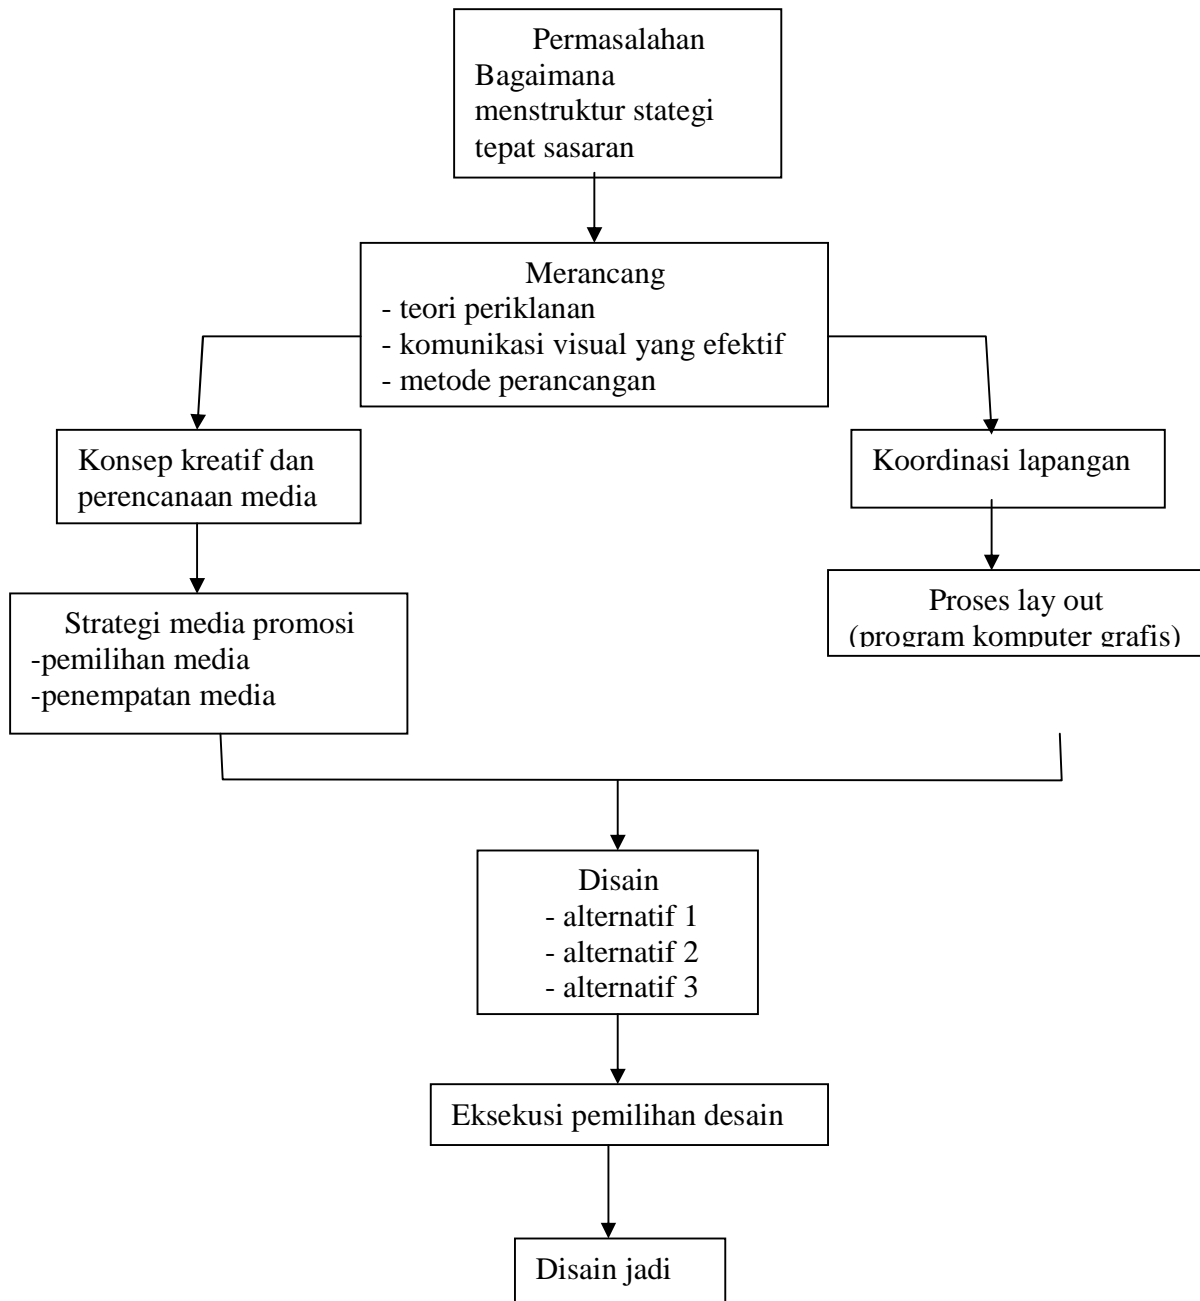 Permasalahan
Bagaimana
menstruktur stategi
tepat sasaran
Merancang
- teori periklanan
- komunikasi visual yang efektif
- metode perancangan
Konsep kreatif dan
perencanaan media
Koordinasi lapangan
Strategi media promosi
-pemilihan media
-penempatan media
Proses lay out
(program komputer grafis)
Disain
- alternatif 1
- alternatif 2
- alternatif 3
Eksekusi pemilihan desain
Disain jadi